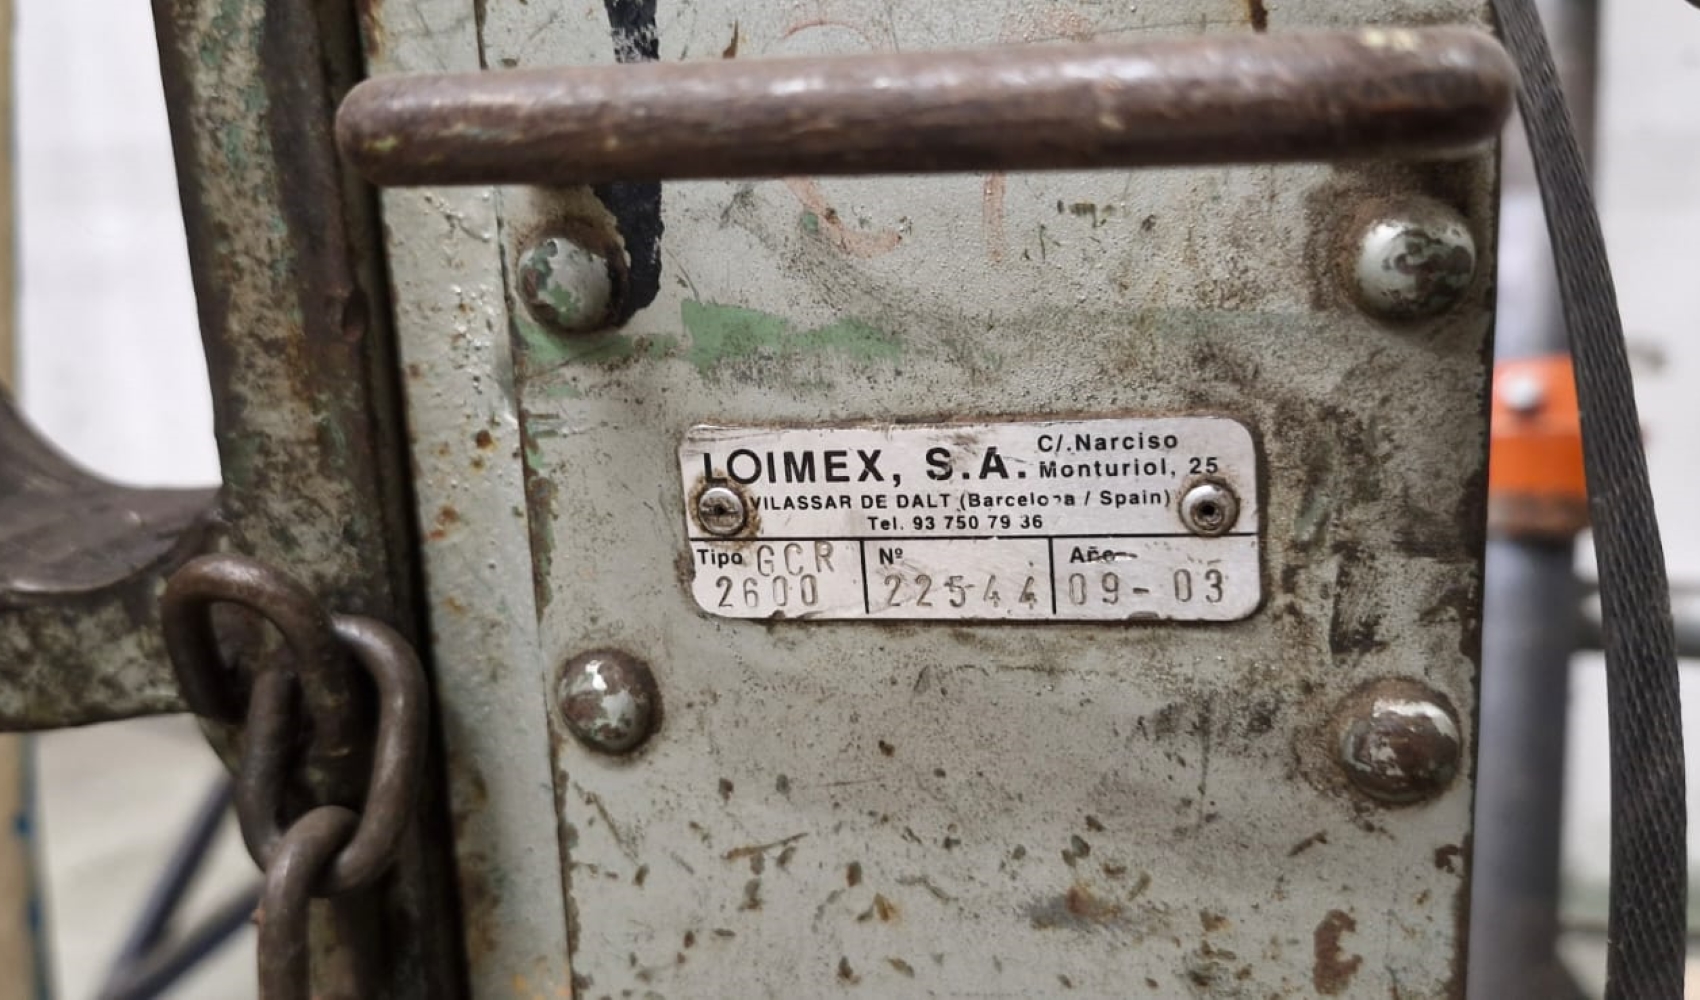 LOIMEX, S.A. C/.Narciso
Monturiol, 25
VILASSAR DE DALT (Barcelona / Spain)
Tel. 93 750 79 36
Tipo GCR
2600
Nº
22544
Año
09-03